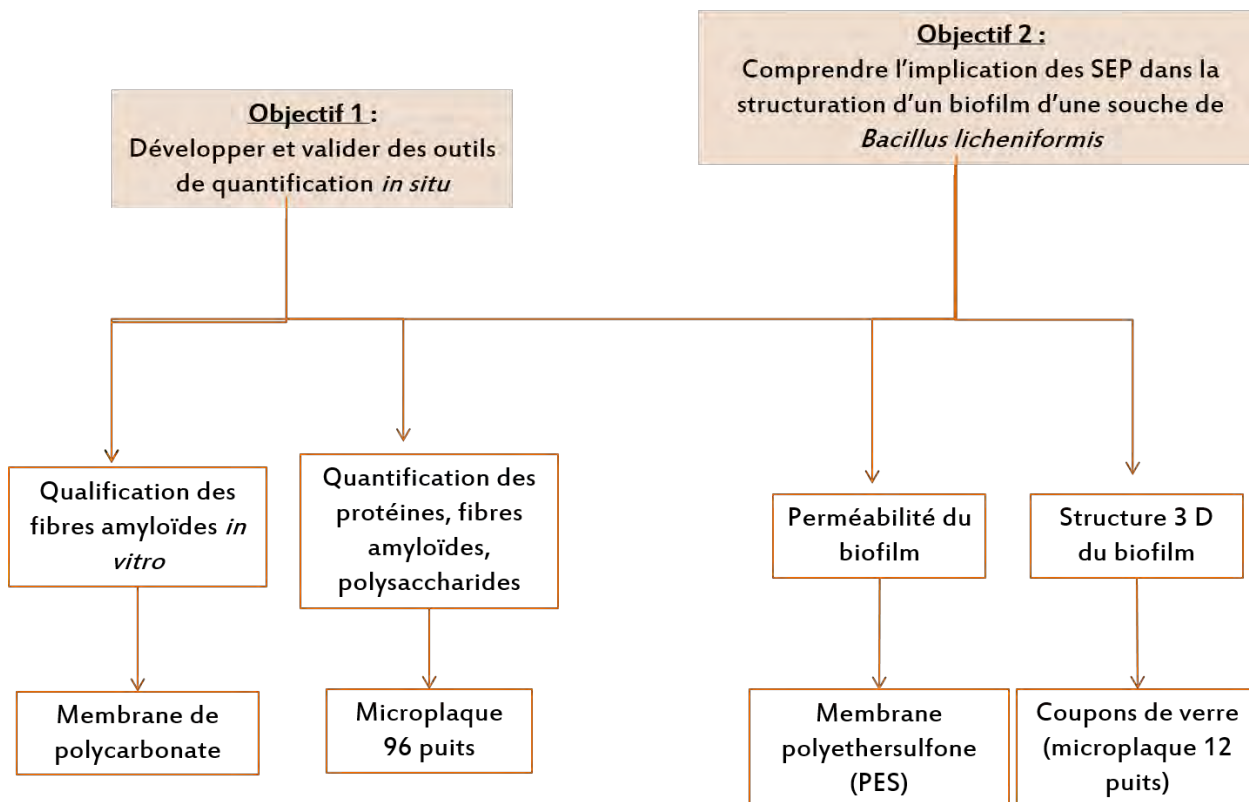 Objectif 1 :
Développer et valider des outils
de quantification in situ
Objectif 2 :
Comprendre l'implication des SEP dans la
structuration d'un biofilm d'une souche de
Bacillus licheniformis
Qualification des
fibres amyloïdes in
vitro
Quantification des
protéines, fibres
amyloïdes,
polysaccharides
Perméabilité du
biofilm
Structure 3 D
du biofilm
Membrane de
polycarbonate
Microplaque
96 puits
Membrane
polyethersulfone
(PES)
Coupons de verre
(microplaque 12
puits)